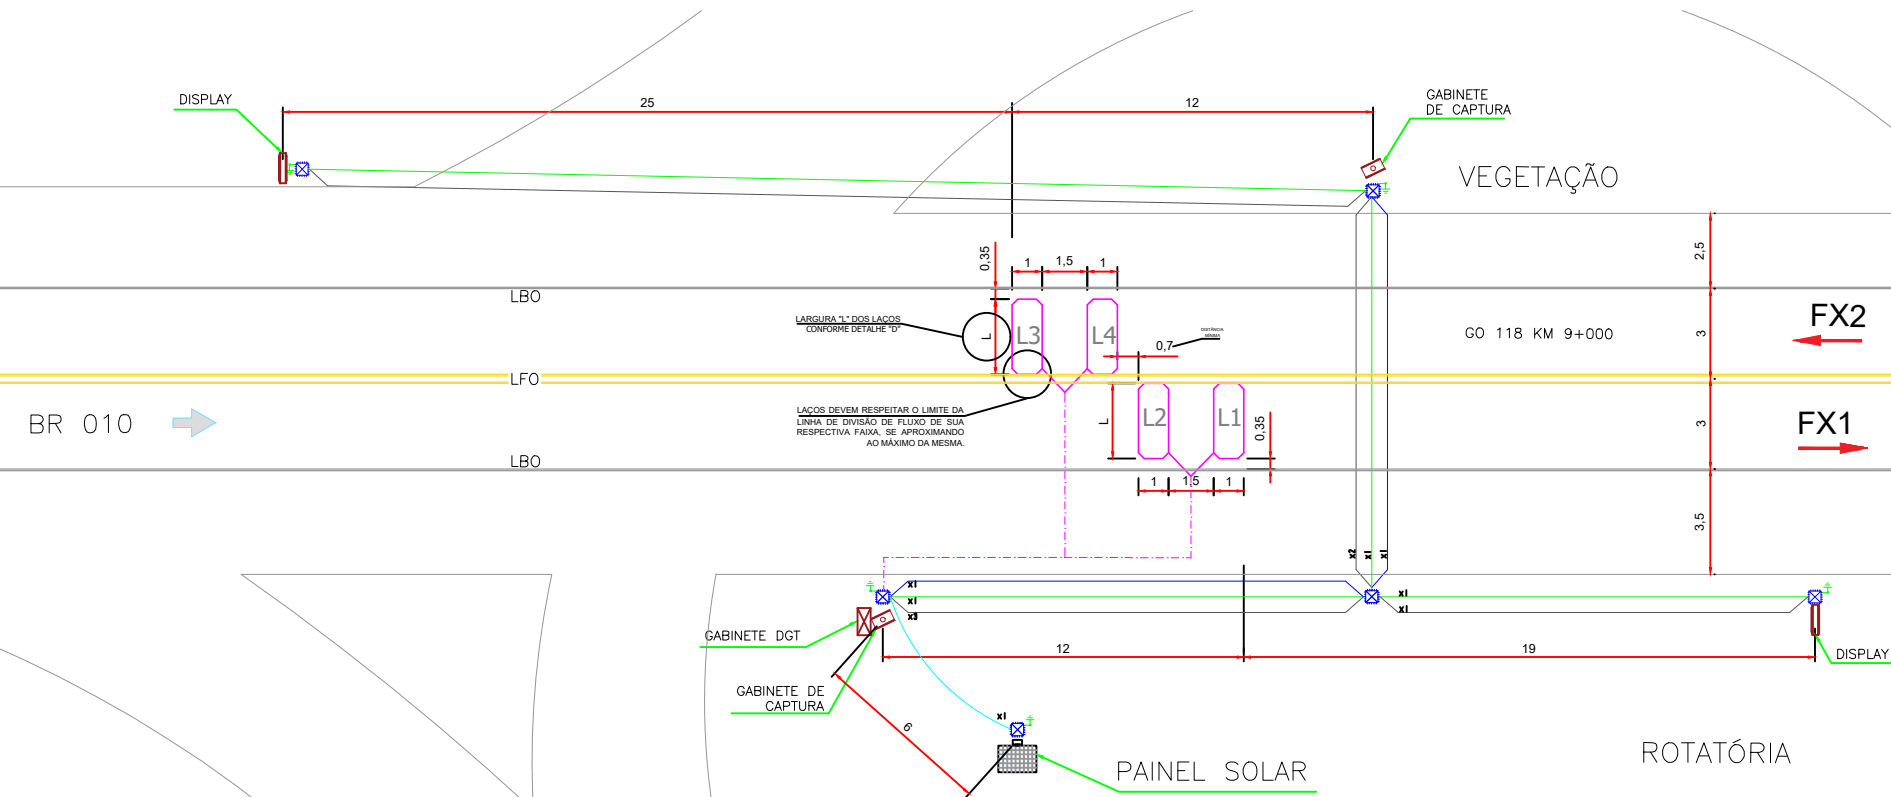 DISPLAY
25
12
GABINETE
DE CAPTURA
VEGETAÇÃO
2,5
0,35
1
1,5
1
LBO
LARGURA "L" DOS LAÇOS
CONFORME DETALHE "D"
L
L3
L4
DISTÂNCIA
MÍNIMA
0,7
GO 118 KM 9+000
3
FX2
LFO
BR 010
LAÇOS DEVEM RESPEITAR O LIMITE DA
LINHA DE DIVISÃO DE FLUXO DE SUA
RESPECTIVA FAIXA, SE APROXIMANDO
AO MÁXIMO DA MESMA.
L
L2
L1
0,35
3
FX1
LBO
1
1,5
1
3,5
x2
x1
x1
x1
x1
x3
x1
x1
GABINETE DGT
12
19
DISPLAY
GABINETE DE
CAPTURA
x1
6
PAINEL SOLAR
ROTATÓRIA